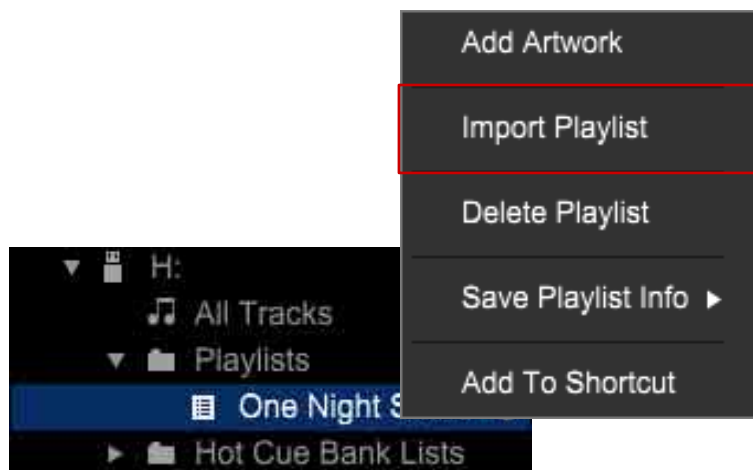 Add Artwork
Import Playlist
Delete Playlist
Save Playlist Info
Add To Shortcut
H:
All Tracks
Playlists
One Night
Hot Cue Bank Lists